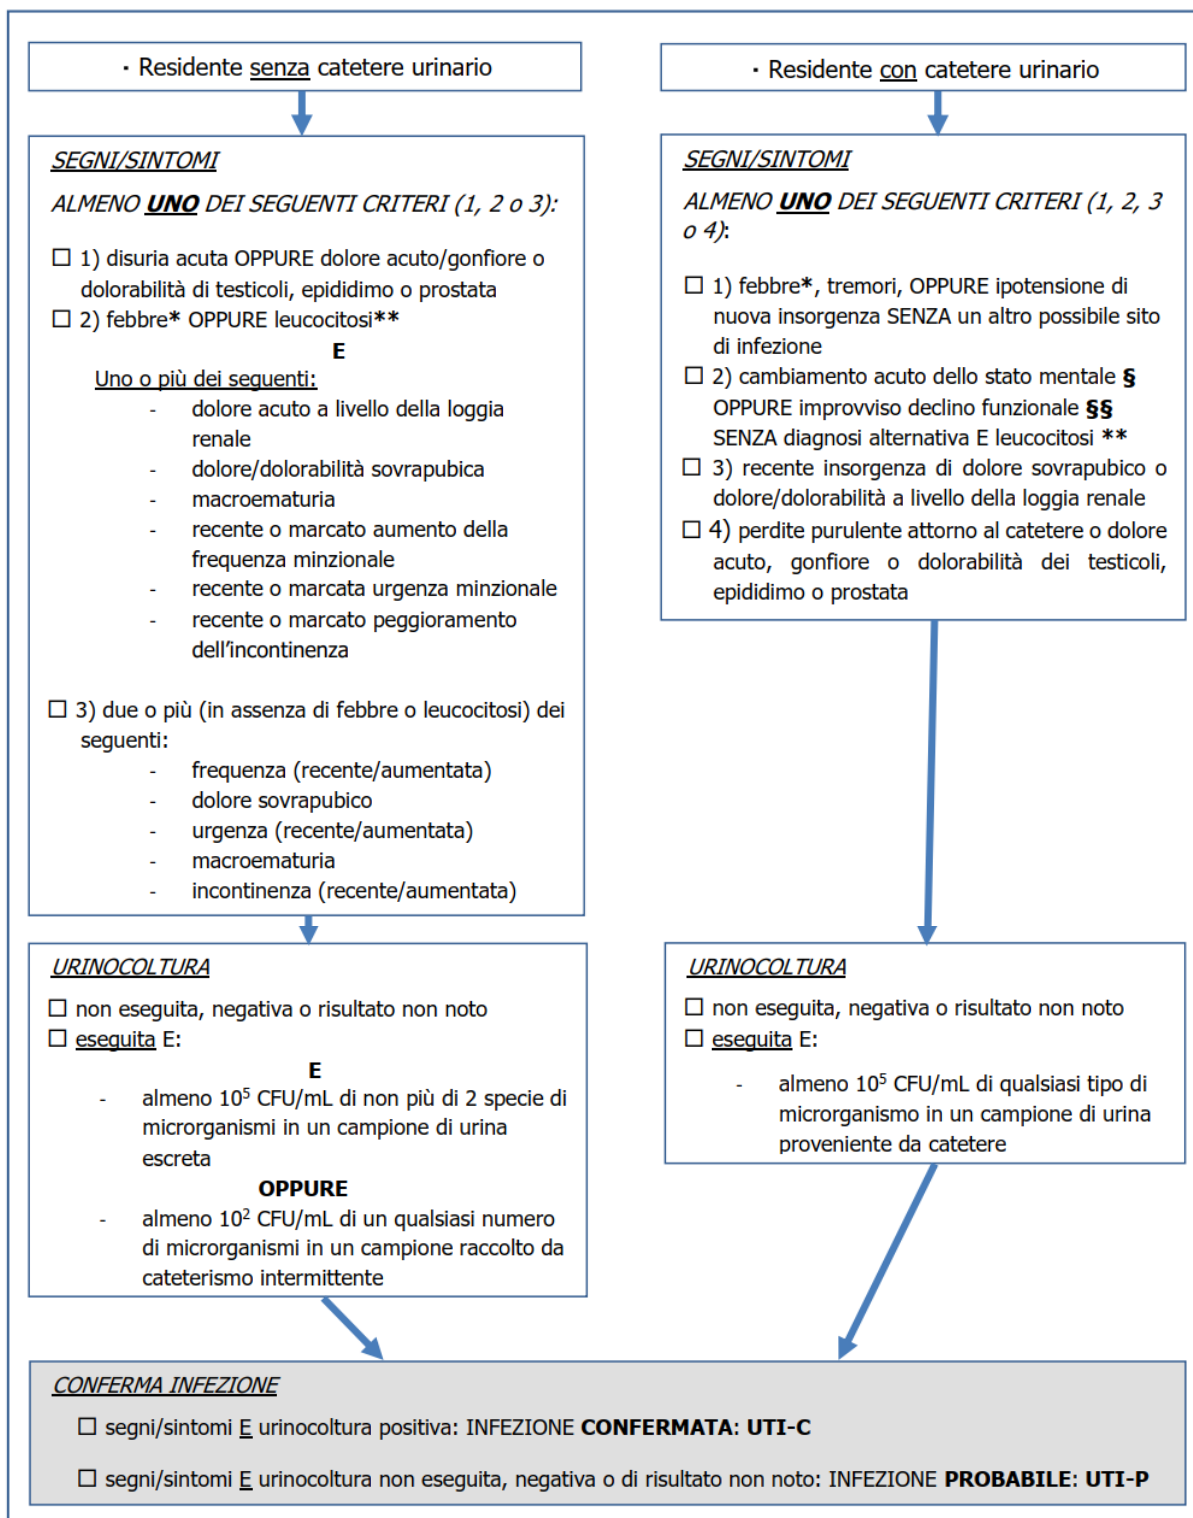 · Residente senza catetere urinario
SEGNI/SINTOMI
ALMENO UNO DEI SEGUENTI CRITERI (1, 2 o 3):
☐ 1) disuria acuta OPPURE dolore acuto/gonfiore o
dolorabilità di testicoli, epididimo o prostata
☐ 2) febbre* OPPURE leucocitosi**
E
Uno o più dei seguenti:
- dolore acuto a livello della loggia
renale
- dolore/dolorabilità sovrapubica
- macroematuria
- recente o marcato aumento della
frequenza minzionale
- recente o marcata urgenza minzionale
- recente o marcato peggioramento
dell'incontinenza
☐ 3) due o più (in assenza di febbre o leucocitosi) dei
seguenti:
- frequenza (recente/aumentata)
- dolore sovrapubico
- urgenza (recente/aumentata)
- macroematuria
- incontinenza (recente/aumentata)
URINOCOLTURA
☐ non eseguita, negativa o risultato non noto
☐ eseguita E:
E
- almeno 10⁵ CFU/mL di non più di 2 specie di
microrganismi in un campione di urina
escreta
OPPURE
- almeno 10² CFU/mL di un qualsiasi numero
di microrganismi in un campione raccolto da
cateterismo intermittente
· Residente con catetere urinario
SEGNI/SINTOMI
ALMENO UNO DEI SEGUENTI CRITERI (1, 2, 3
o 4):
☐ 1) febbre*, tremori, OPPURE ipotensione di
nuova insorgenza SENZA un altro possibile sito
di infezione
☐ 2) cambiamento acuto dello stato mentale §
OPPURE improvviso declino funzionale §§
SENZA diagnosi alternativa E leucocitosi **
☐ 3) recente insorgenza di dolore sovrapubico o
dolore/dolorabilità a livello della loggia renale
☐ 4) perdite purulente attorno al catetere o dolore
acuto, gonfiore o dolorabilità dei testicoli,
epididimo o prostata
URINOCOLTURA
☐ non eseguita, negativa o risultato non noto
☐ eseguita E:
- almeno 10⁵ CFU/mL di qualsiasi tipo di
microrganismo in un campione di urina
proveniente da catetere
CONFERMA INFEZIONE
☐ segni/sintomi E urinocoltura positiva: INFEZIONE CONFERMATA: UTI-C
☐ segni/sintomi E urinocoltura non eseguita, negativa o di risultato non noto: INFEZIONE PROBABILE: UTI-P